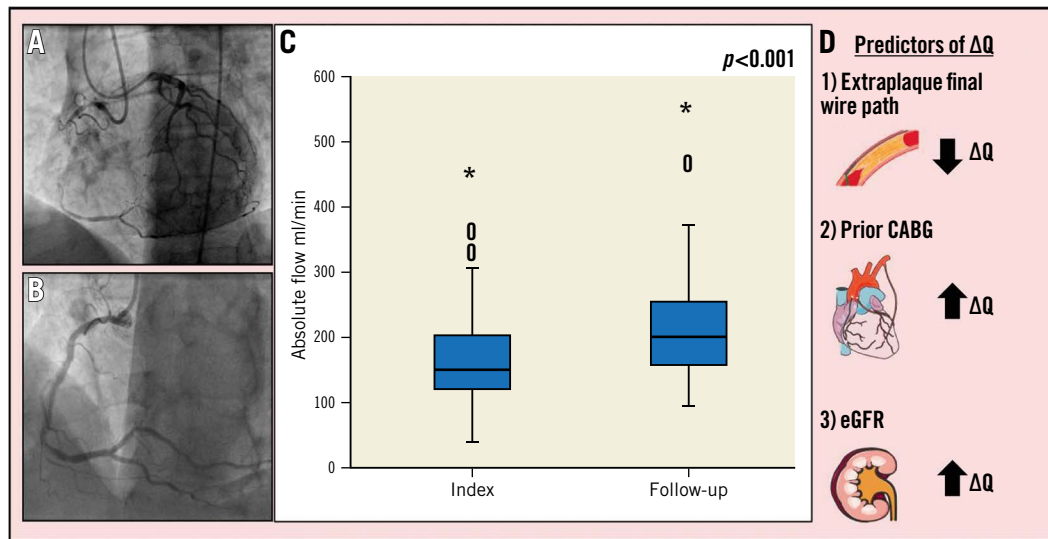 A
B
C
p<0.001
Absolute flow ml/min
600
500
400
300
200
100
0
*
0
0
*
0
Index
Follow-up
D Predictors of ΔQ
1) Extraplaque final
wire path
ΔQ
2) Prior CABG
ΔQ
3) eGFR
ΔQ